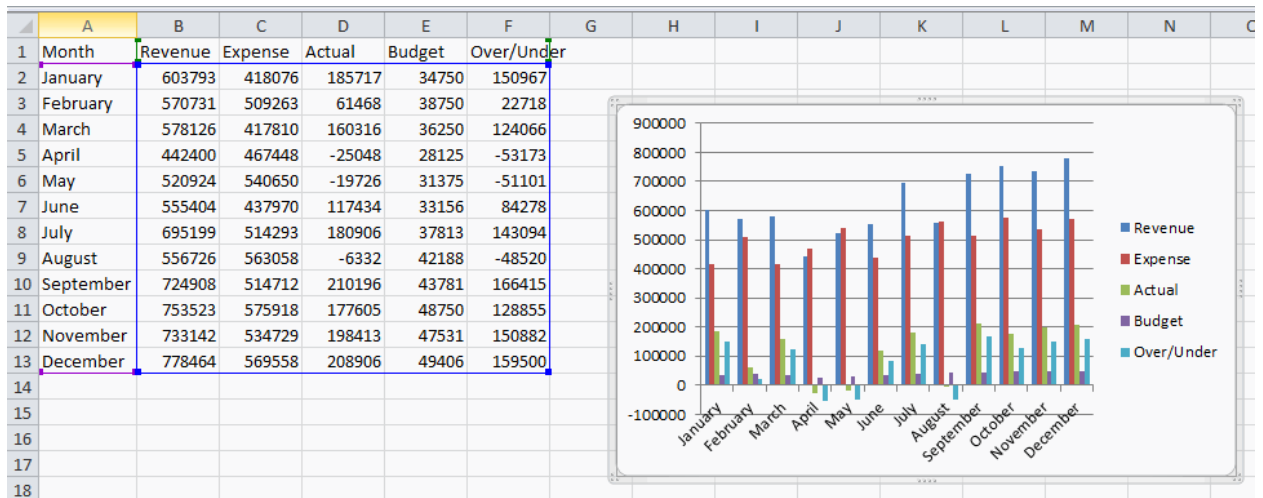 A B C D E F G H I J K L M N
1 Month Revenue Expense Actual Budget Over/Under
2 January 603793 418076 185717 34750 150967
3 February 570731 509263 61468 38750 22718
4 March 578126 417810 160316 36250 124066
5 April 442400 467448 -25048 28125 -53173
6 May 520924 540650 -19726 31375 -51101
7 June 555404 437970 117434 33156 84278
8 July 695199 514293 180906 37813 143094
9 August 556726 563058 -6332 42188 -48520
10 September 724908 514712 210196 43781 166415
11 October 753523 575918 177605 48750 128855
12 November 733142 534729 198413 47531 150882
13 December 778464 569558 208906 49406 159500
14
15
16
17
18
900000
800000
700000
600000
500000
400000
300000
200000
100000
0
-100000
January February March April May June July August September October November December
Revenue
Expense
Actual
Budget
Over/Under